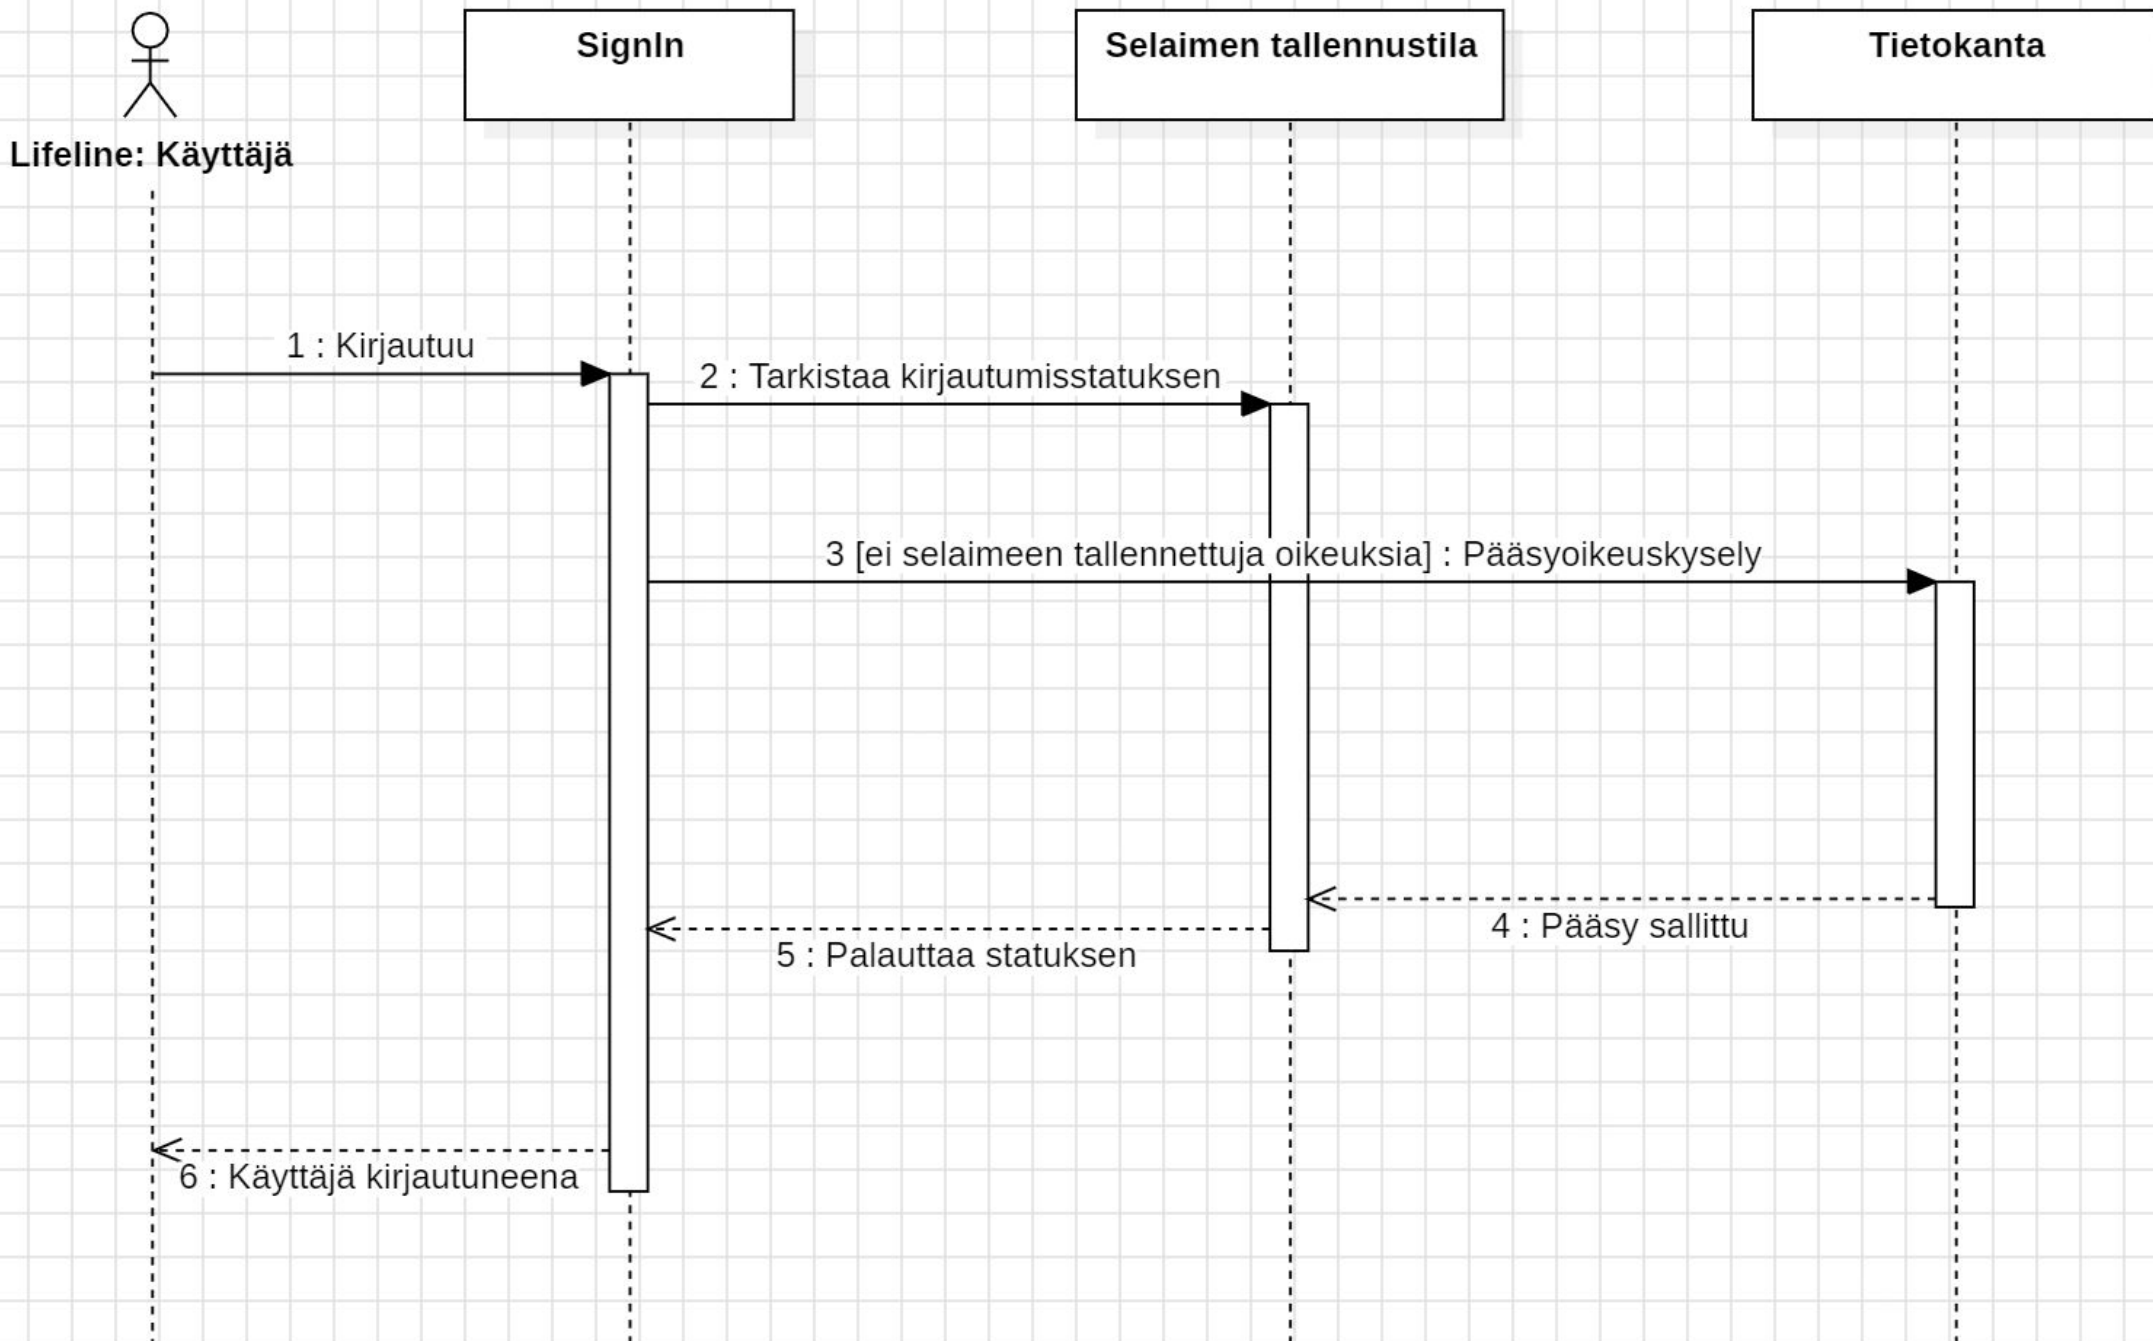 SignIn
Selaimen tallennustila
Tietokanta
Lifeline: Käyttäjä
1 : Kirjautuu
2 : Tarkistaa kirjautumisstatuksen
3 [ei selaimeen tallennettuja oikeuksia] : Pääsyoikeuskysely
4 : Pääsy sallittu
5 : Palauttaa statuksen
6 : Käyttäjä kirjautuneena